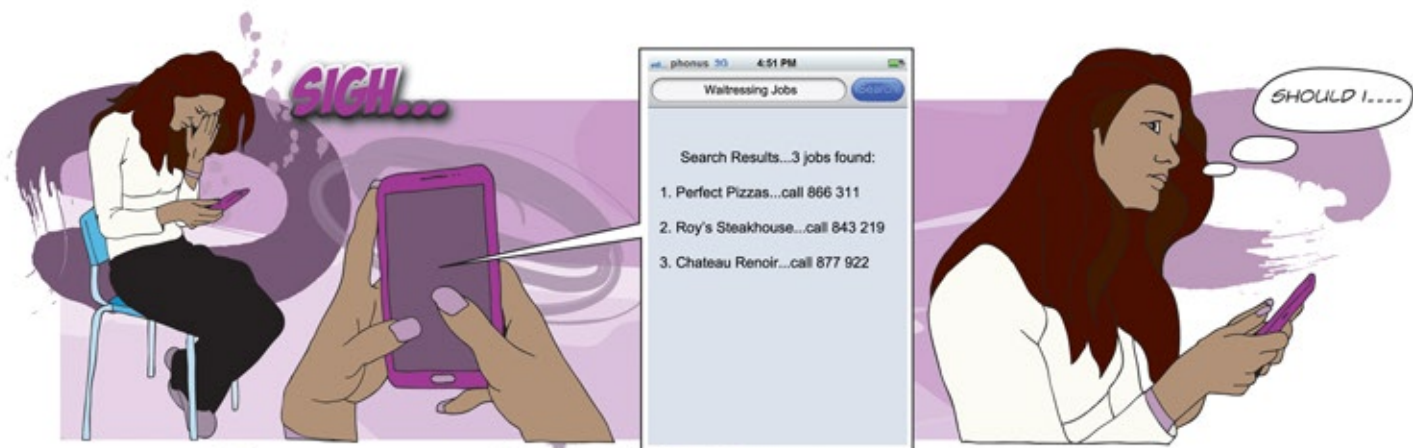 SIGH...
phonus 3G 4:51 PM
Waitressing Jobs Search
Search Results...3 jobs found:
1. Perfect Pizzas...call 866 311
2. Roy's Steakhouse...call 843 219
3. Chateau Renoir...call 877 922
SHOULD I....